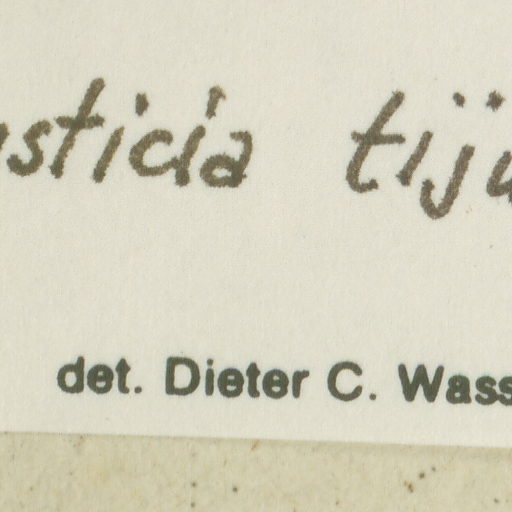 sticia tiju
det. Dieter C. Wass